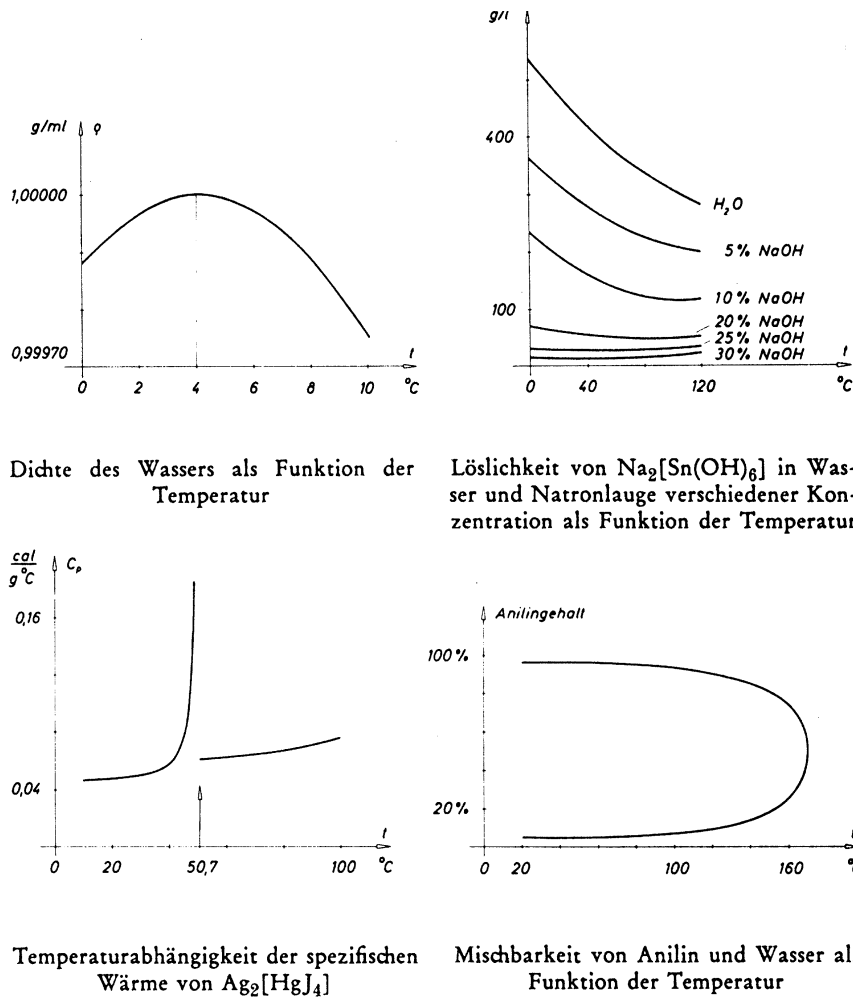 g/ml ϱ
1,00000
0,99970
0 2 4 6 8 10 t °C
Dichte des Wassers als Funktion der
Temperatur
g/l
400
100
H₂O
5% NaOH
10% NaOH
20% NaOH
25% NaOH
30% NaOH
0 40 120 t °C
Löslichkeit von Na₂[Sn(OH)₆] in Was-
ser und Natronlauge verschiedener Kon-
zentration als Funktion der Temperatur
cal/g°C Cₚ
0,16
0,04
0 20 50,7 100 t °C
Temperaturabhängigkeit der spezifischen
Wärme von Ag₂[HgJ₄]
Anilingehalt
100%
20%
0 20 100 160
Mischbarkeit von Anilin und Wasser al
Funktion der Temperatur